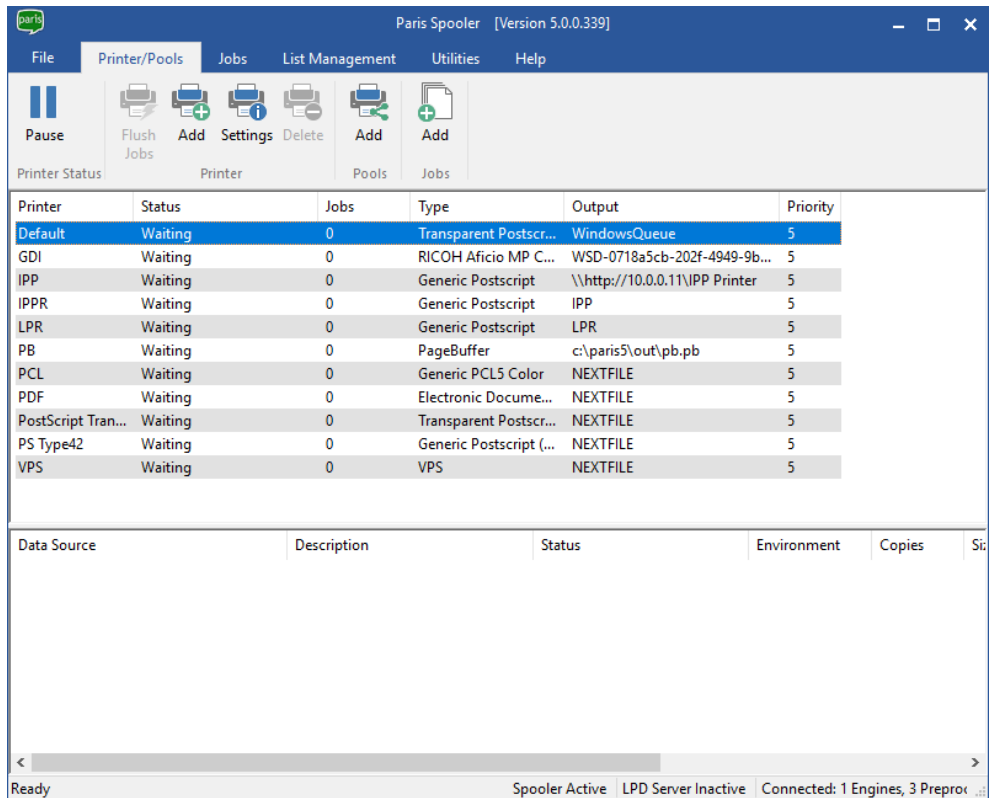 paris
Paris Spooler [Version 5.0.0.339]
File Printer/Pools Jobs List Management Utilities Help
Pause Flush Jobs Add Settings Delete Add Add
Printer Status Printer Pools Jobs
Printer Status Jobs Type Output Priority
Default Waiting 0 Transparent Postscr... WindowsQueue 5
GDI Waiting 0 RICOH Aficio MP C... WSD-0718a5cb-202f-4949-9b... 5
IPP Waiting 0 Generic Postscript \\http://10.0.0.11\IPP Printer 5
IPPR Waiting 0 Generic Postscript IPP 5
LPR Waiting 0 Generic Postscript LPR 5
PB Waiting 0 PageBuffer c:\paris5\out\pb.pb 5
PCL Waiting 0 Generic PCL5 Color NEXTFILE 5
PDF Waiting 0 Electronic Docume... NEXTFILE 5
PostScript Tran... Waiting 0 Transparent Postscr... NEXTFILE 5
PS Type42 Waiting 0 Generic Postscript (... NEXTFILE 5
VPS Waiting 0 VPS NEXTFILE 5
Data Source Description Status Environment Copies
Ready Spooler Active LPD Server Inactive Connected: 1 Engines, 3 Prepro